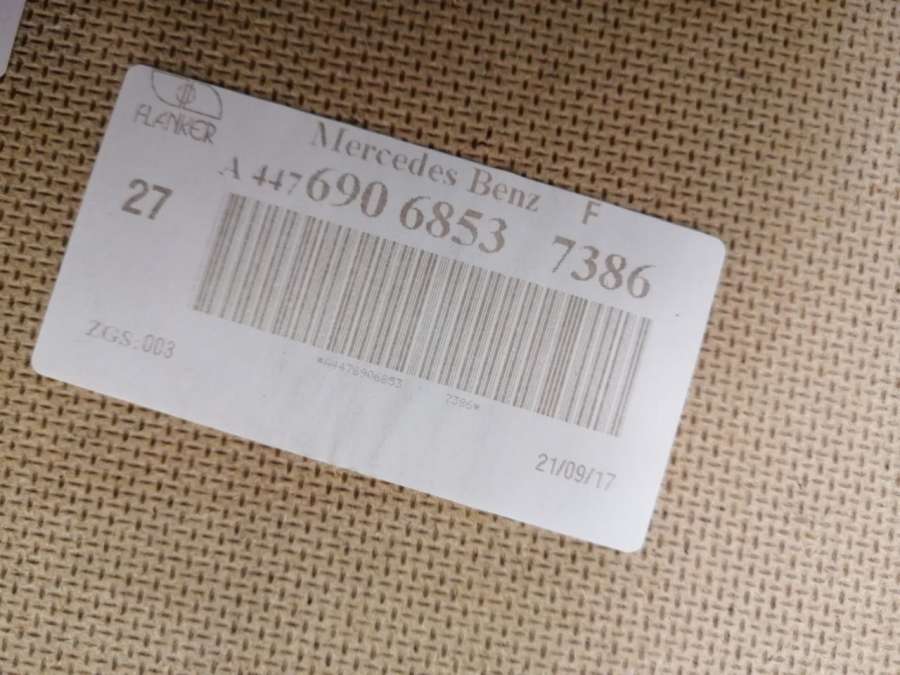 FLANKER
Mercedes Benz F
A 447 690 6853 7386
27
ZGS:003
*A4476906853 7386*
21/09/17